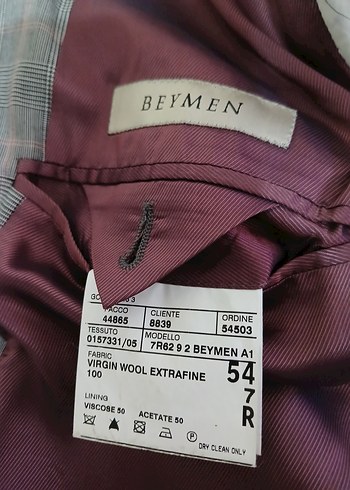 BEYMEN
PACCO CLIENTE ORDINE
44865 8839 54503
TESSUTO MODELLO
0157331/05 7R62 9 2 BEYMEN A1
FABRIC
VIRGIN WOOL EXTRAFINE
100
54
7
R
LINING
VISCOSE 50 ACETATE 50
P DRY CLEAN ONLY